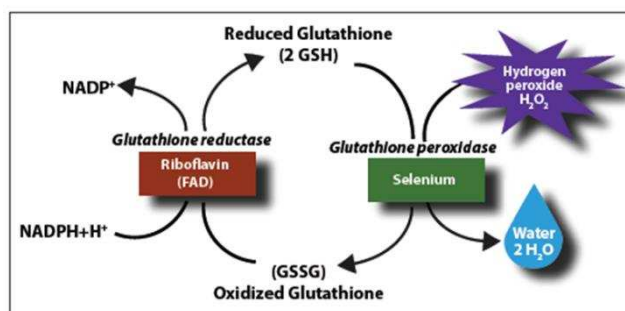 Reduced Glutathione
(2 GSH)
Hydrogen
peroxide
H₂O₂
NADP⁺
Glutathione reductase
Riboflavin
(FAD)
Glutathione peroxidase
Selenium
NADPH+H⁺
Water
2 H₂O
(GSSG)
Oxidized Glutathione